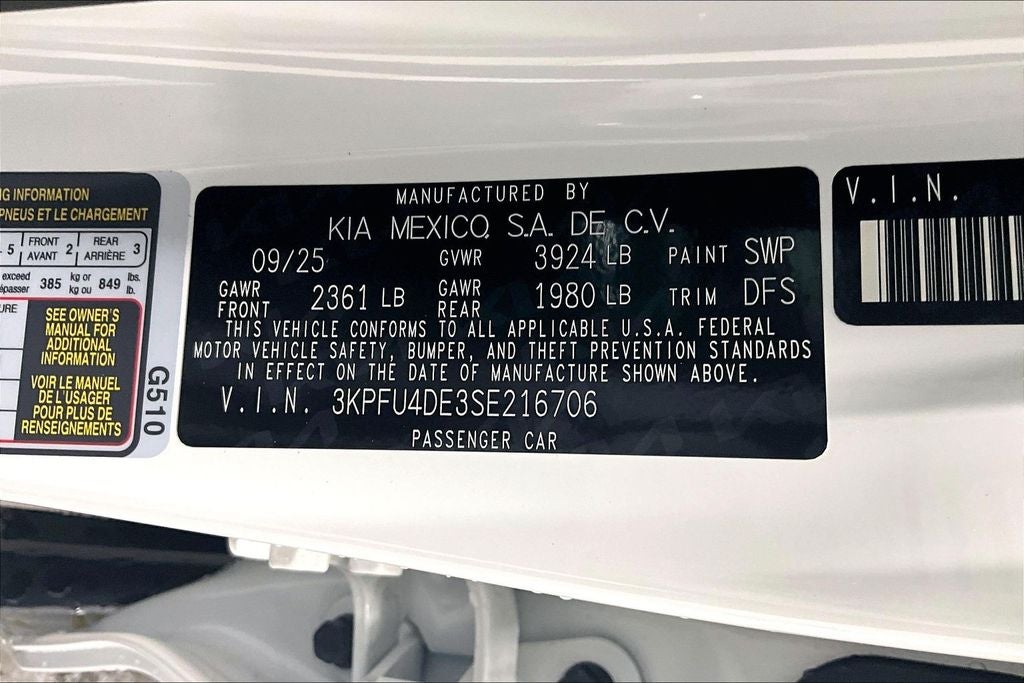 NG INFORMATION
PNEUS ET LE CHARGEMENT
5 FRONT AVANT 2 REAR ARRIÈRE 3
exceed 385 kg or kg ou 849 lbs. lb.
SEE OWNER'S
MANUAL FOR
ADDITIONAL
INFORMATION
VOIR LE MANUEL
DE L'USAGER
POUR PLUS DE
RENSEIGNEMENTS
G510
MANUFACTURED BY
KIA MEXICO, S.A. DE C.V.
09/25 GVWR 3924 LB PAINT SWP
GAWR FRONT 2361 LB GAWR REAR 1980 LB TRIM DFS
THIS VEHICLE CONFORMS TO ALL APPLICABLE U.S.A. FEDERAL
MOTOR VEHICLE SAFETY, BUMPER, AND THEFT PREVENTION STANDARDS
IN EFFECT ON THE DATE OF MANUFACTURE SHOWN ABOVE.
V.I.N. 3KPFU4DE3SE216706
PASSENGER CAR
V.I.N.